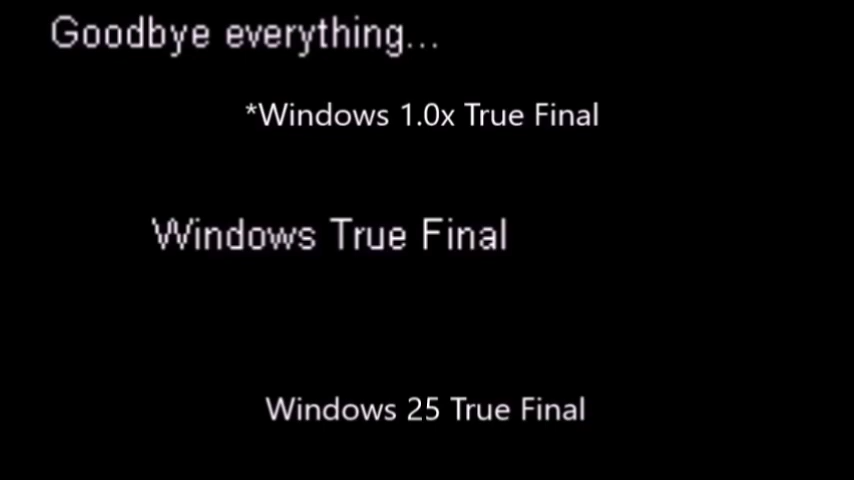 Goodbye everything...
*Windows 1.0x True Final
Windows True Final
Windows 25 True Final